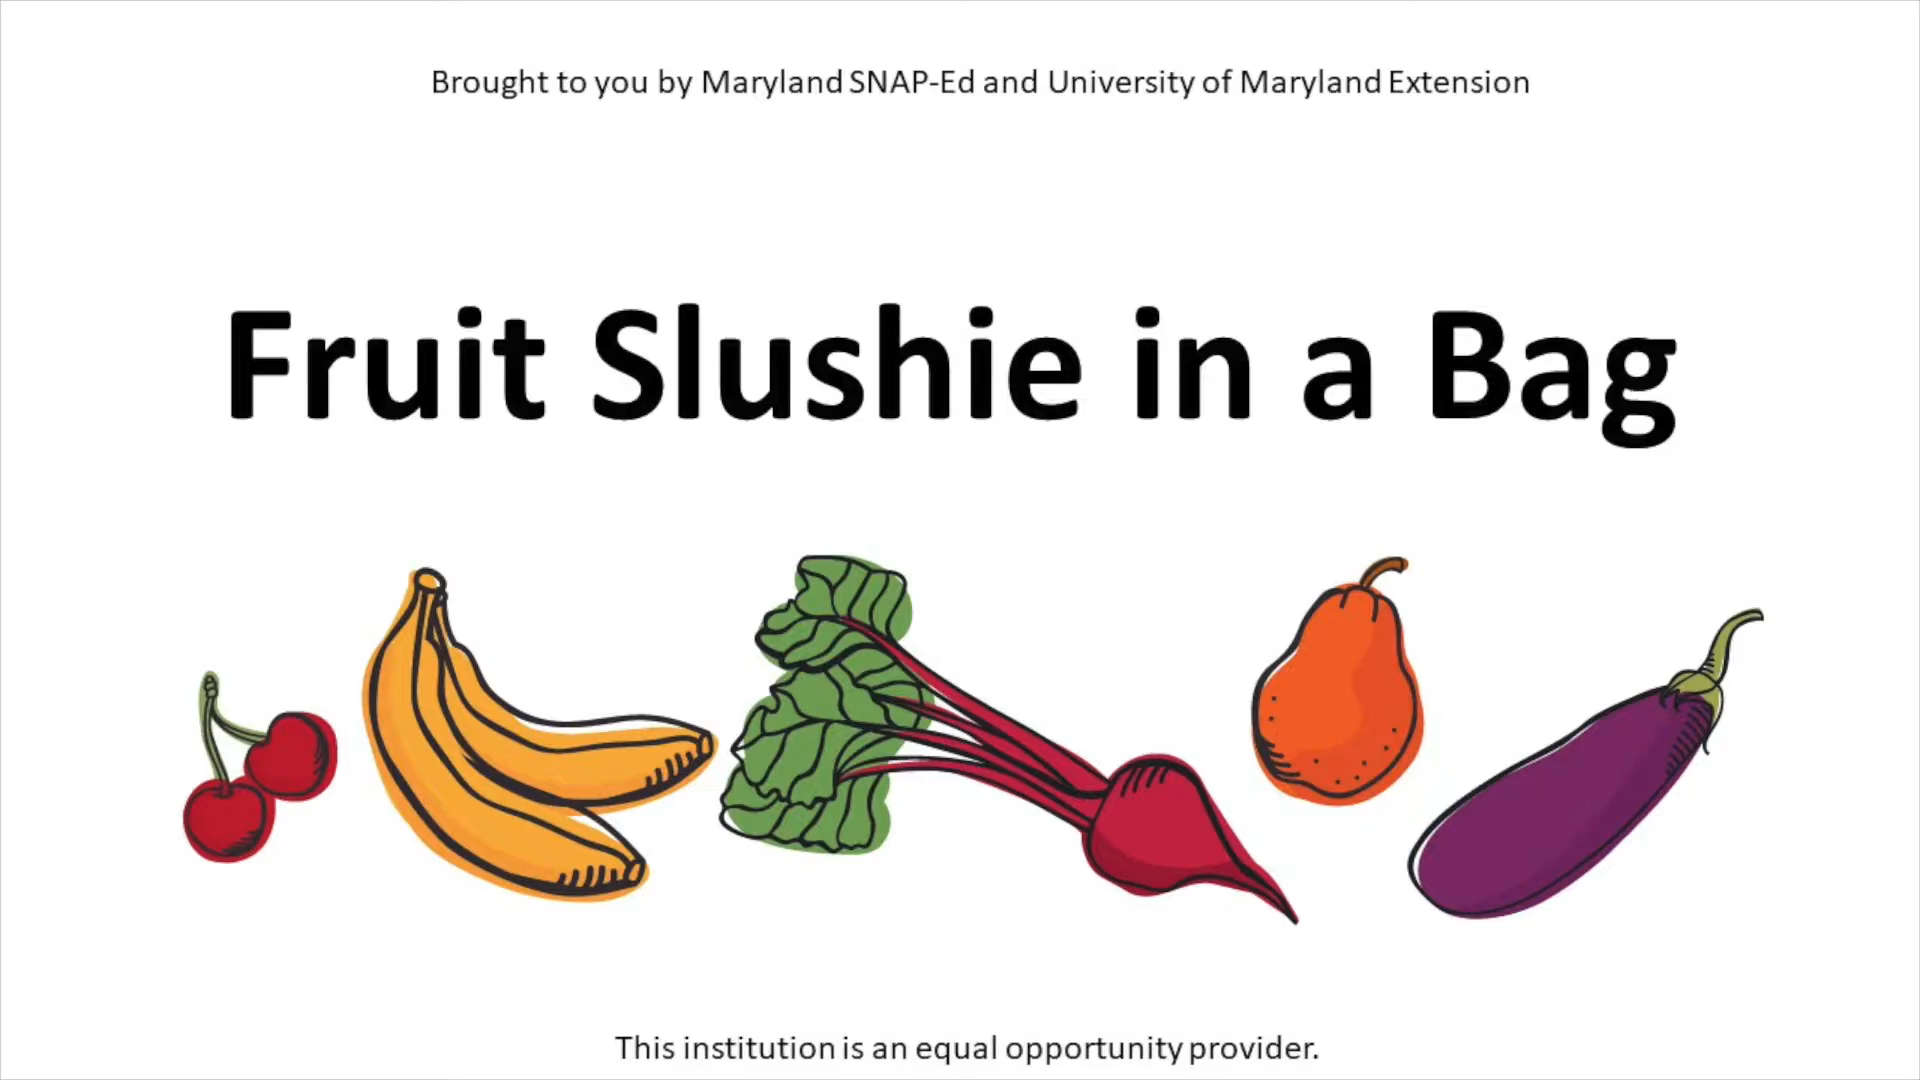 Brought to you by Maryland SNAP-Ed and University of Maryland Extension
Fruit Slushie in a Bag
This institution is an equal opportunity provider.